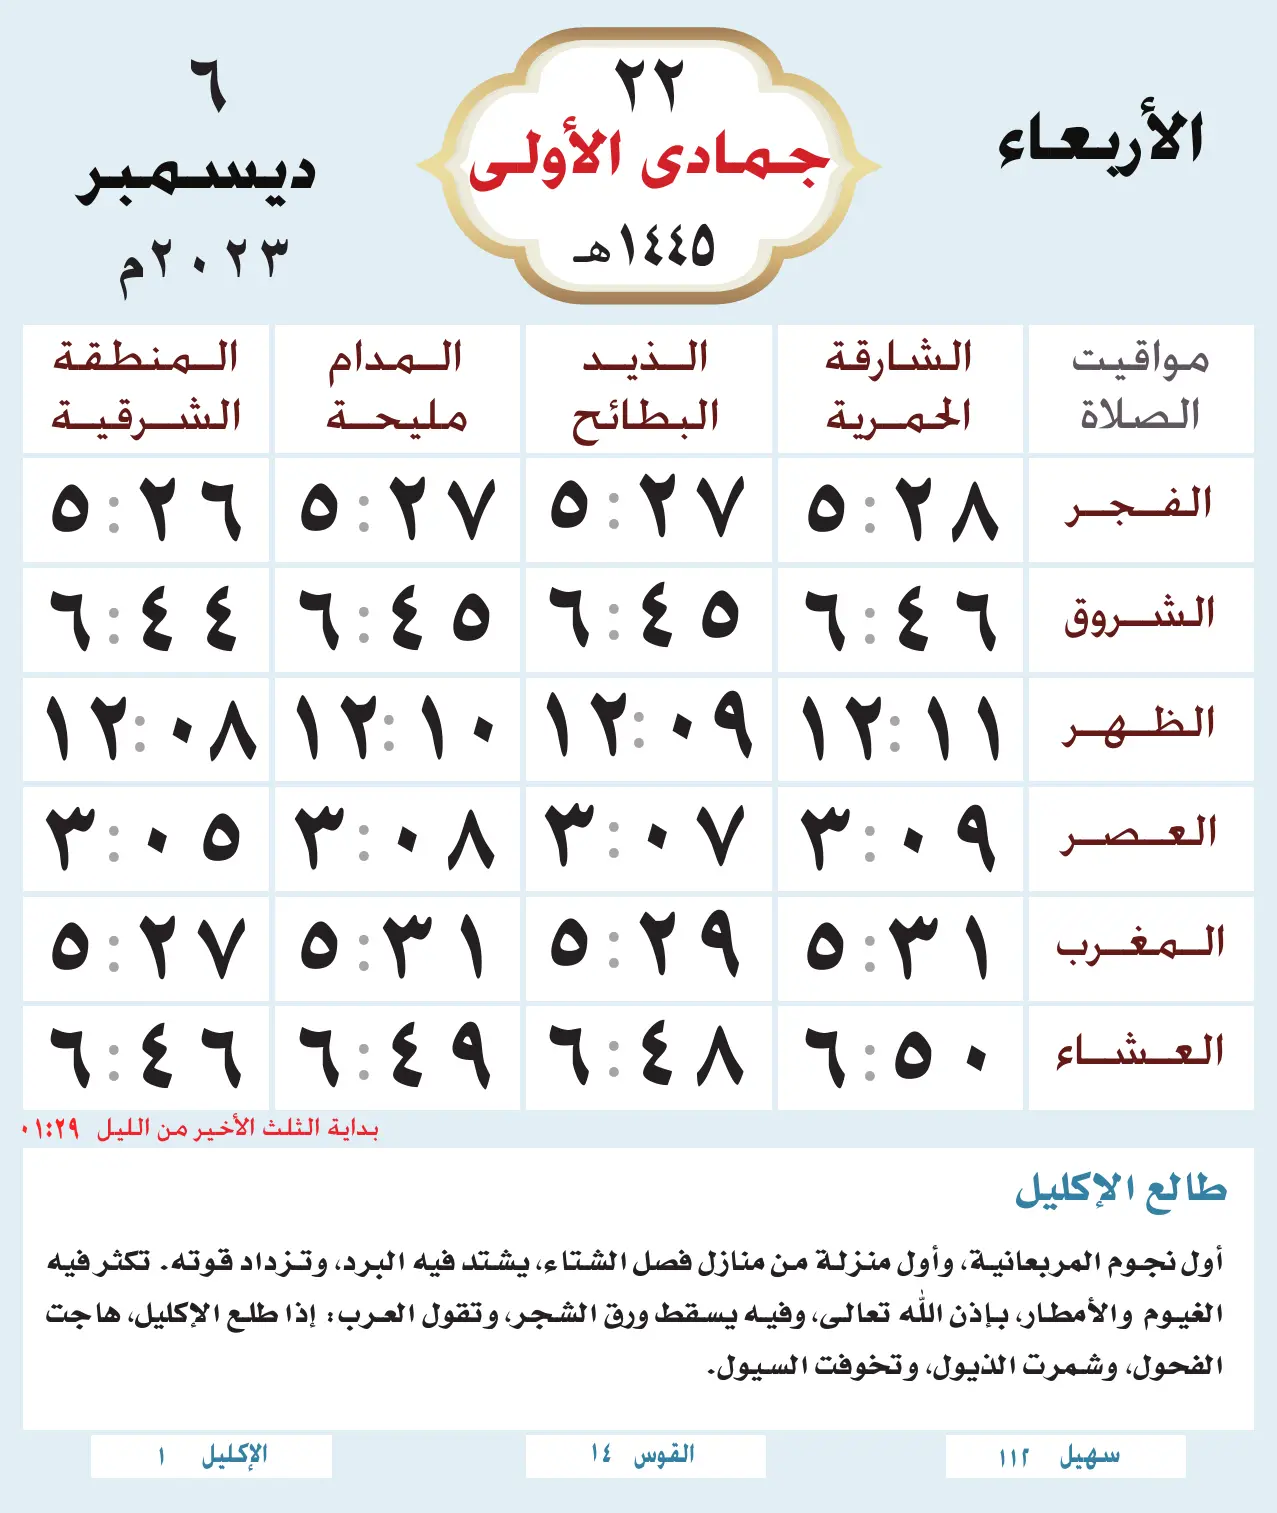 الأربعاء
٢٢
جمادى الأولى
١٤٤٥هـ
٦
ديسمبر
٢٠٢٣م
مواقيت الصلاة
الشارقة الحمرية
الذيد البطائح
المدام مليحة
المنطقة الشرقية
الفجر ٥:٢٨ ٥:٢٧ ٥:٢٧ ٥:٢٦
الشروق ٦:٤٦ ٦:٤٥ ٦:٤٥ ٦:٤٤
الظهر ١٢:١١ ١٢:٠٩ ١٢:١٠ ١٢:٠٨
العصر ٣:٠٩ ٣:٠٧ ٣:٠٨ ٣:٠٥
المغرب ٥:٣١ ٥:٢٩ ٥:٣١ ٥:٢٧
العشاء ٦:٥٠ ٦:٤٨ ٦:٤٩ ٦:٤٦
بداية الثلث الأخير من الليل ٠١:٢٩
طالع الإكليل
أول نجوم المربعانية، وأول منزلة من منازل فصل الشتاء، يشتد فيه البرد، وتزداد قوته. تكثر فيه
الغيوم والأمطار، بإذن الله تعالى، وفيه يسقط ورق الشجر، وتقول العرب: إذا طلع الإكليل، هاجت
الفحول، وشمرت الذيول، وتخوفت السيول.
سهيل ١١٢
القوس ١٤
الإكليل ١